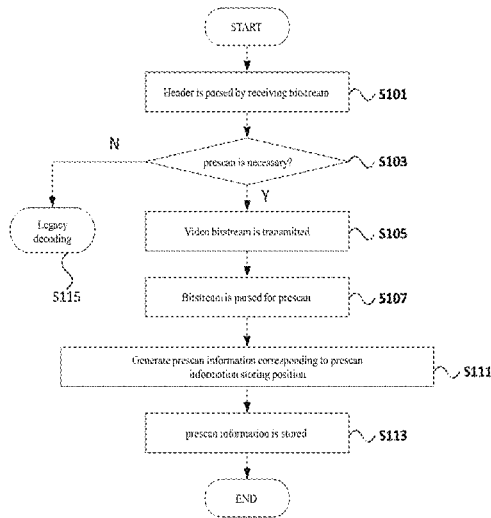 START
Header is parsed by receiving bistream
S101
prescan is necessary?
S103
N
Y
Legacy
decoding
S115
Video bitstream is transmitted
S105
Bitstream is parsed for prescan
S107
Generate prescan information corresponding to prescan
information storing position
S111
prescan information is stored
S113
END